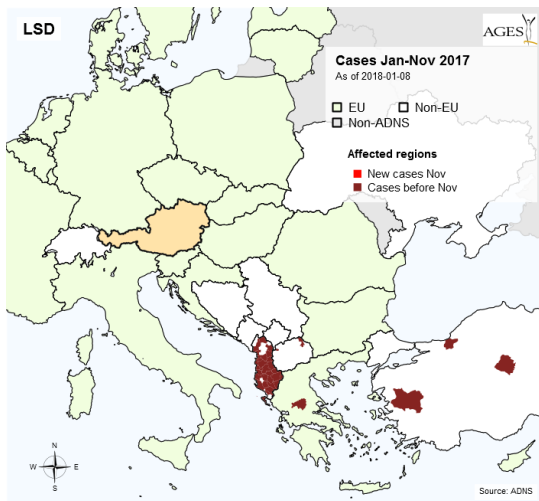 LSD
AGES
Cases Jan-Nov 2017
As of 2018-01-08
EU
Non-EU
Non-ADNS
Affected regions
New cases Nov
Cases before Nov
N
W
E
S
Source: ADNS